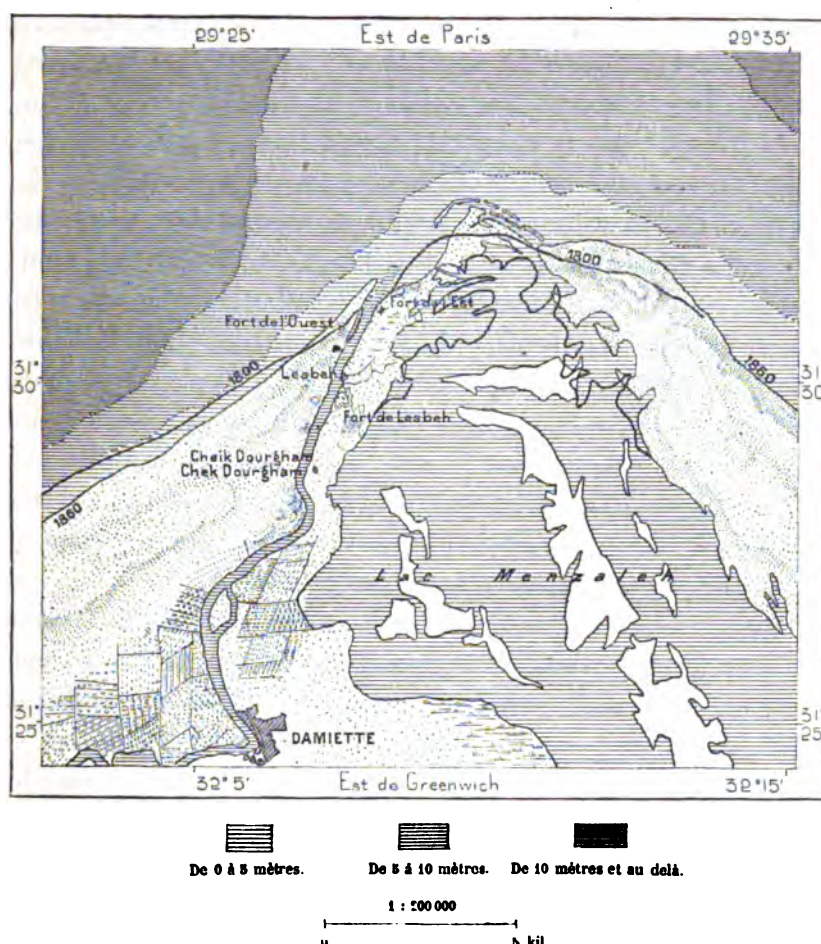 29°25'
Est de Paris
29°35'
1800
Fort de l'Est
Fort de l'Ouest
31°
30'
1800
Lesbeh
1860
31°
30'
Fort de Lesbeh
Cheik Dourgham
Chek Dourgham
1860
Lac Menzaleh
31°
25'
DAMIETTE
31°
25'
32°5'
Est de Greenwich
32°15'
De 0 à 5 mètres.
De 5 à 10 mètres.
De 10 mètres et au delà.
1 : 200 000
kil.